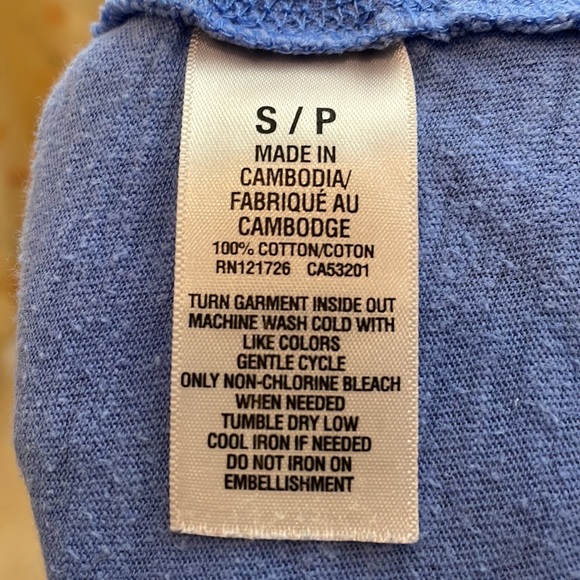 S / P
MADE IN
CAMBODIA/
FABRIQUÉ AU
CAMBODGE
100% COTTON/COTON
RN121726 CA53201
TURN GARMENT INSIDE OUT
MACHINE WASH COLD WITH
LIKE COLORS
GENTLE CYCLE
ONLY NON-CHLORINE BLEACH
WHEN NEEDED
TUMBLE DRY LOW
COOL IRON IF NEEDED
DO NOT IRON ON
EMBELLISHMENT